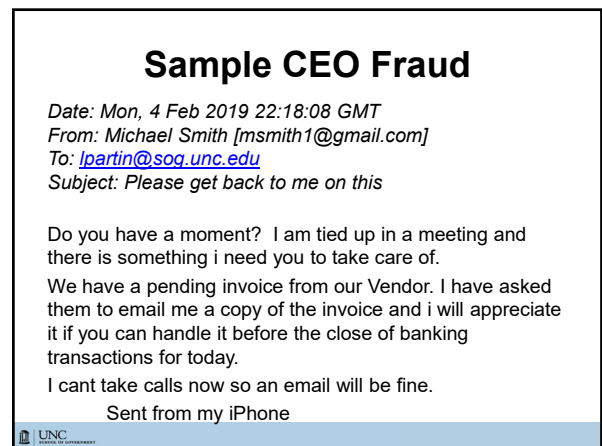 Sample CEO Fraud
Date: Mon, 4 Feb 2019 22:18:08 GMT
From: Michael Smith [msmith1@gmail.com]
To: lpartin@sog.unc.edu
Subject: Please get back to me on this
Do you have a moment?  I am tied up in a meeting and
there is something i need you to take care of.
We have a pending invoice from our Vendor. I have asked
them to email me a copy of the invoice and i will appreciate
it if you can handle it before the close of banking
transactions for today.
I cant take calls now so an email will be fine.
Sent from my iPhone
UNC
SCHOOL OF GOVERNMENT